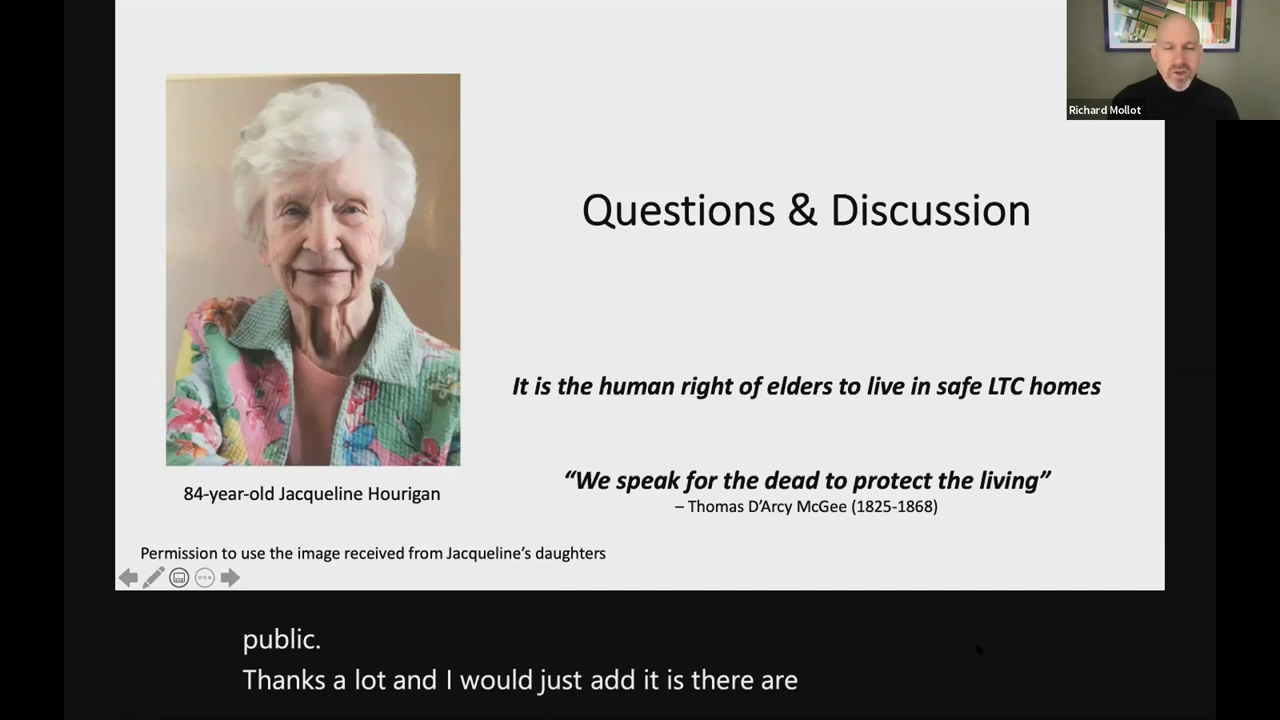 Richard Mollot
Questions & Discussion
It is the human right of elders to live in safe LTC homes
“We speak for the dead to protect the living”
– Thomas D’Arcy McGee (1825-1868)
84-year-old Jacqueline Hourigan
Permission to use the image received from Jacqueline’s daughters
public.
Thanks a lot and I would just add it is there are